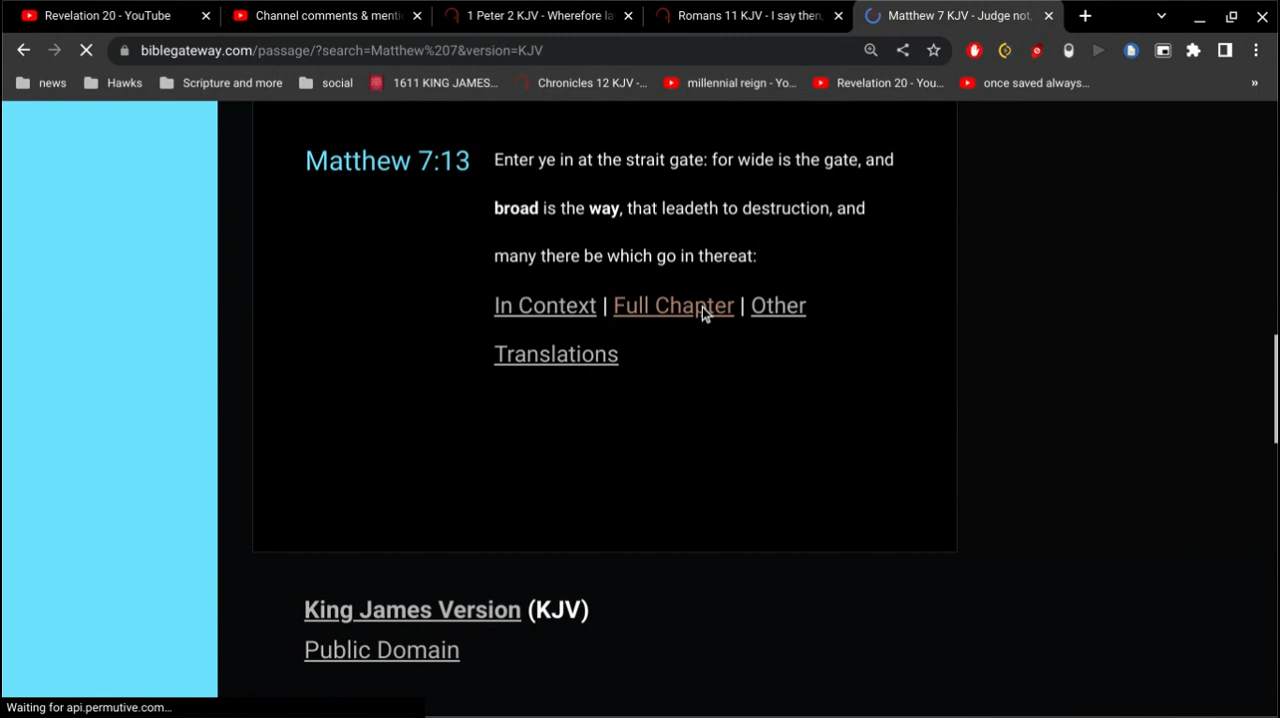 Revelation 20 - YouTube
Channel comments & menti
1 Peter 2 KJV - Wherefore la
Romans 11 KJV - I say then,
Matthew 7 KJV - Judge not,
biblegateway.com/passage/?search=Matthew%207&version=KJV
news
Hawks
Scripture and more
social
1611 KING JAMES...
Chronicles 12 KJV -...
millennial reign - Yo...
Revelation 20 - You...
once saved always...
»
Matthew 7:13
Enter ye in at the strait gate: for wide is the gate, and
broad is the way, that leadeth to destruction, and
many there be which go in thereat:
In Context | Full Chapter | Other
Translations
King James Version (KJV)
Public Domain
Waiting for api.permutive.com...